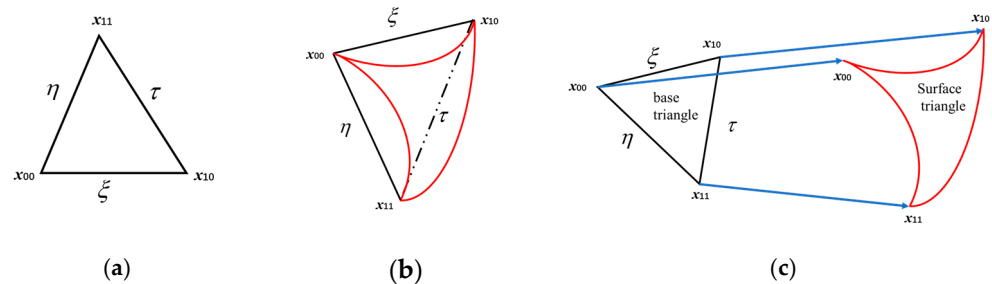 x11
η
τ
x00
ξ
x10
(a)
ξ
x10
x00
η
τ
x11
(b)
x10
x10
ξ
x00
x00
base
triangle
Surface
triangle
η
τ
x11
x11
(c)